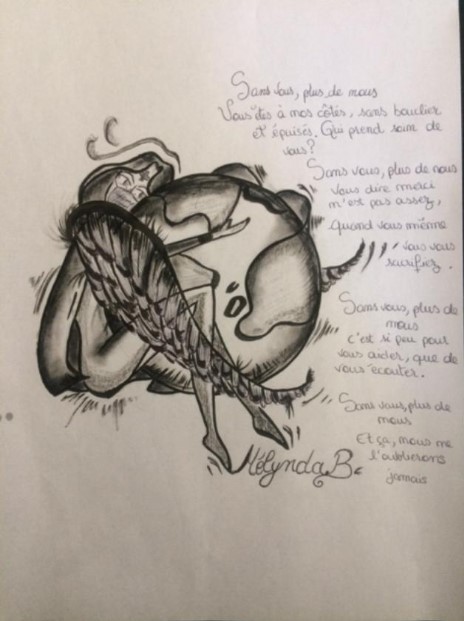 Sans vous, plus de nous
Vous êtes à nos côtés, sans bouclier
et épuisés. Qui prend soin de
vous?
Sans vous, plus de nous
Vous dire merci
n'est pas assez,
quand vous même
vous vous
sacrifiez.
Sans vous, plus de
nous
c'est si peu pour
vous aider, que de
vous écouter.
Sans vous, plus de
nous
Et ça, nous ne
l'oublierons
jamais
Mélynda B.